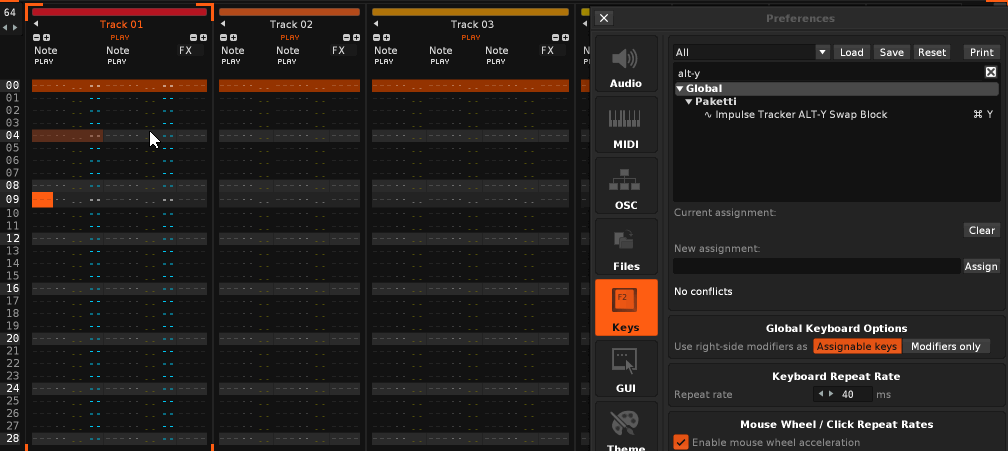 64
Track 01
Track 02
Track 03
PLAY
PLAY
PLAY
Note
Note
FX
Note
Note
FX
Note
Note
Note
FX
PLAY
PLAY
PLAY
PLAY
PLAY
PLAY
PLAY
00
01
02
03
04
05
06
07
08
09
10
11
12
13
14
15
16
17
18
19
20
21
22
23
24
25
26
27
28
Preferences
Audio
MIDI
OSC
Files
F2
Keys
GUI
Theme
All
Load
Save
Reset
Print
alt-y
Global
Paketti
Impulse Tracker ALT-Y Swap Block ⌘ Y
Current assignment:
Clear
New assignment:
Assign
No conflicts
Global Keyboard Options
Use right-side modifiers as Assignable keys Modifiers only
Keyboard Repeat Rate
Repeat rate 40 ms
Mouse Wheel / Click Repeat Rates
Enable mouse wheel acceleration